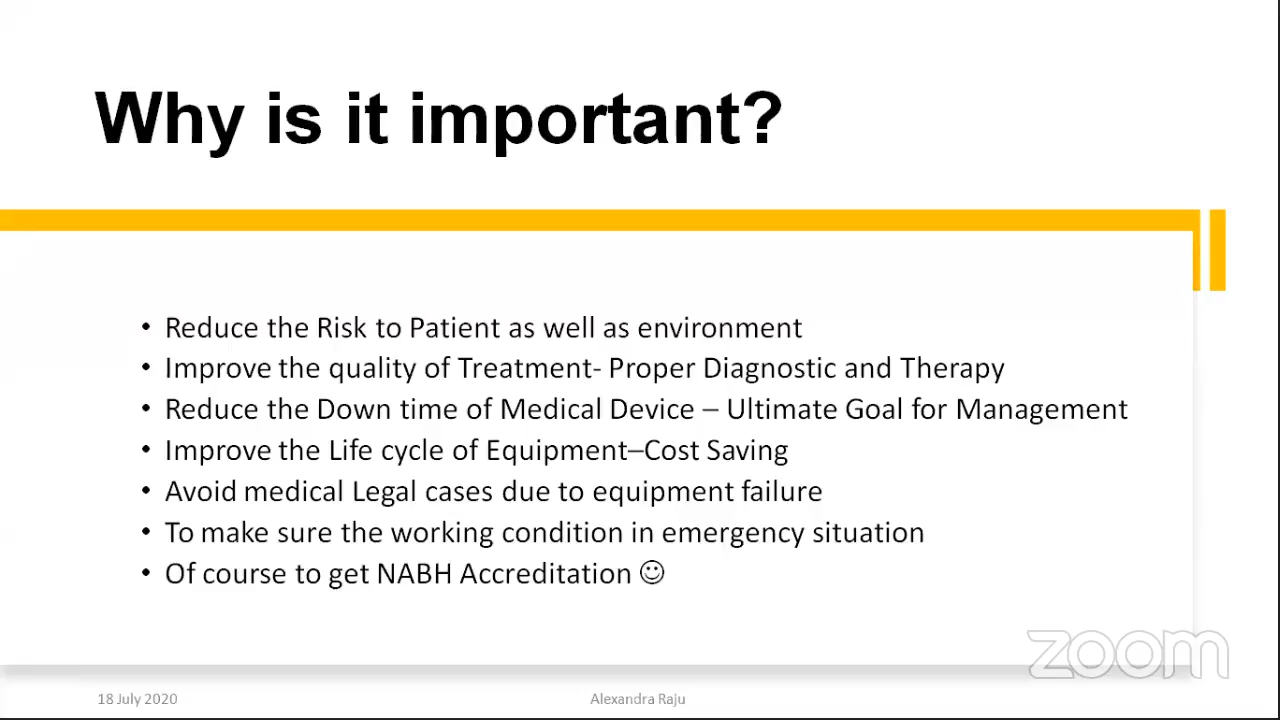 Why is it important?
• Reduce the Risk to Patient as well as environment
• Improve the quality of Treatment- Proper Diagnostic and Therapy
• Reduce the Down time of Medical Device – Ultimate Goal for Management
• Improve the Life cycle of Equipment–Cost Saving
• Avoid medical Legal cases due to equipment failure
• To make sure the working condition in emergency situation
• Of course to get NABH Accreditation ☺
zoom
18 July 2020
Alexandra Raju